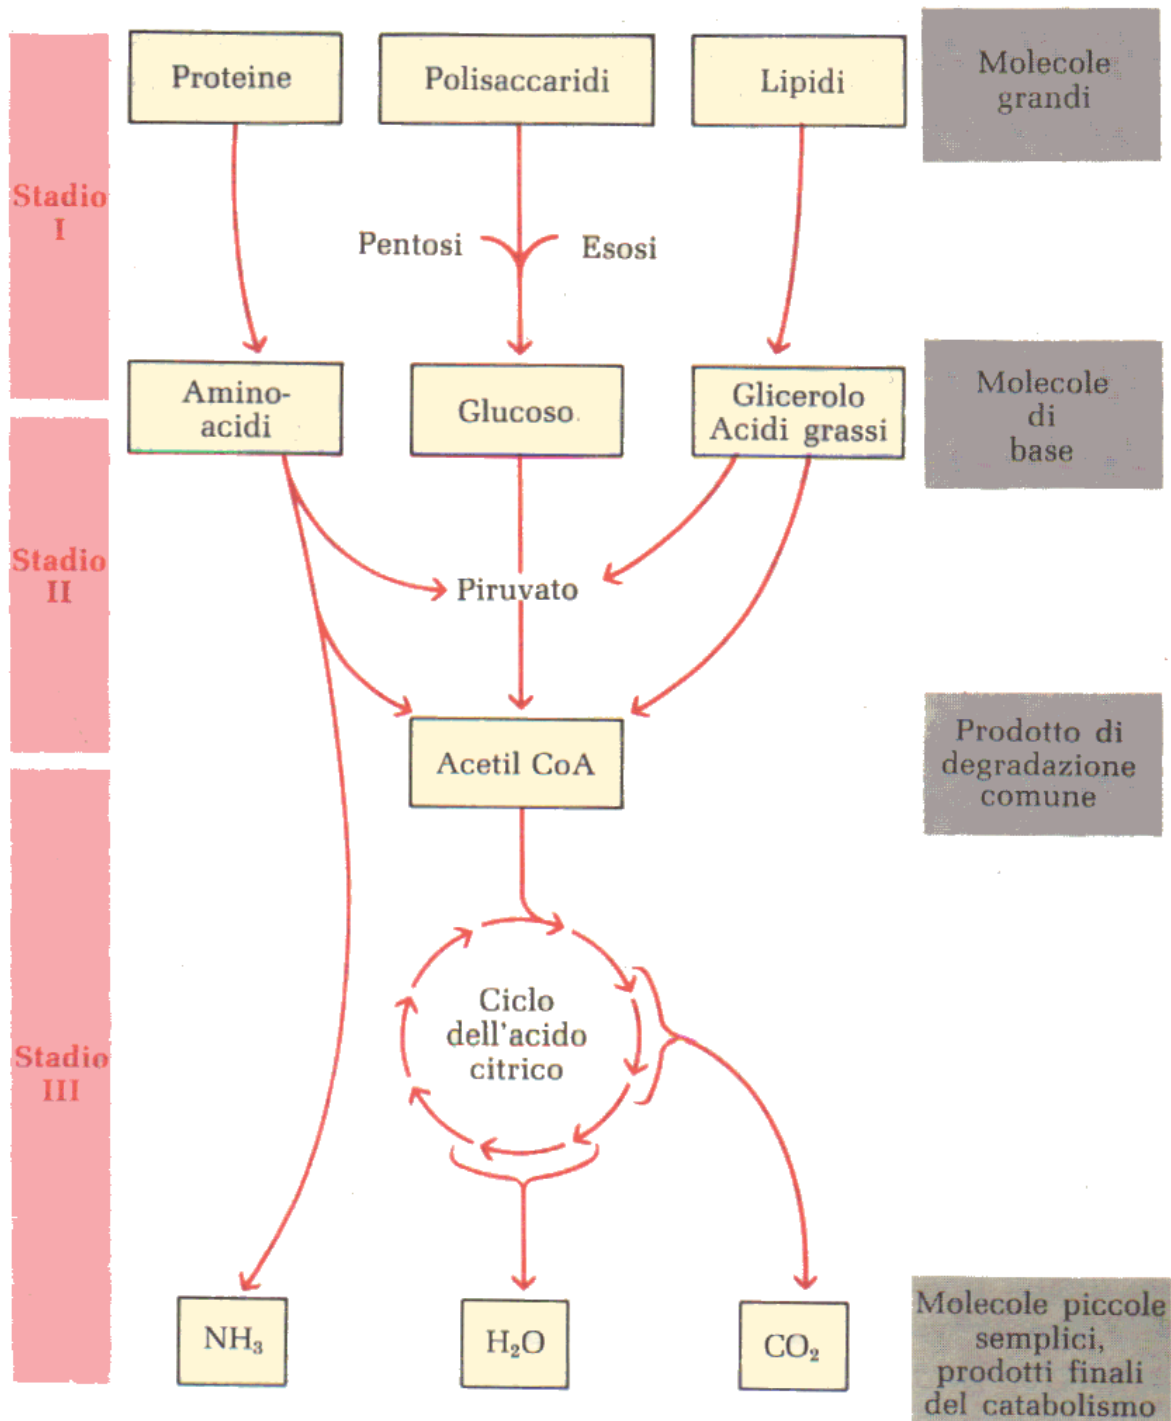 Proteine
Polisaccaridi
Lipidi
Molecole
grandi
Stadio
I
Pentosi
Esosi
Amino-
acidi
Glucoso
Glicerolo
Acidi grassi
Molecole
di
base
Stadio
II
Piruvato
Acetil CoA
Prodotto di
degradazione
comune
Stadio
III
Ciclo
dell'acido
citrico
NH₃
H₂O
CO₂
Molecole piccole
semplici,
prodotti finali
del catabolismo